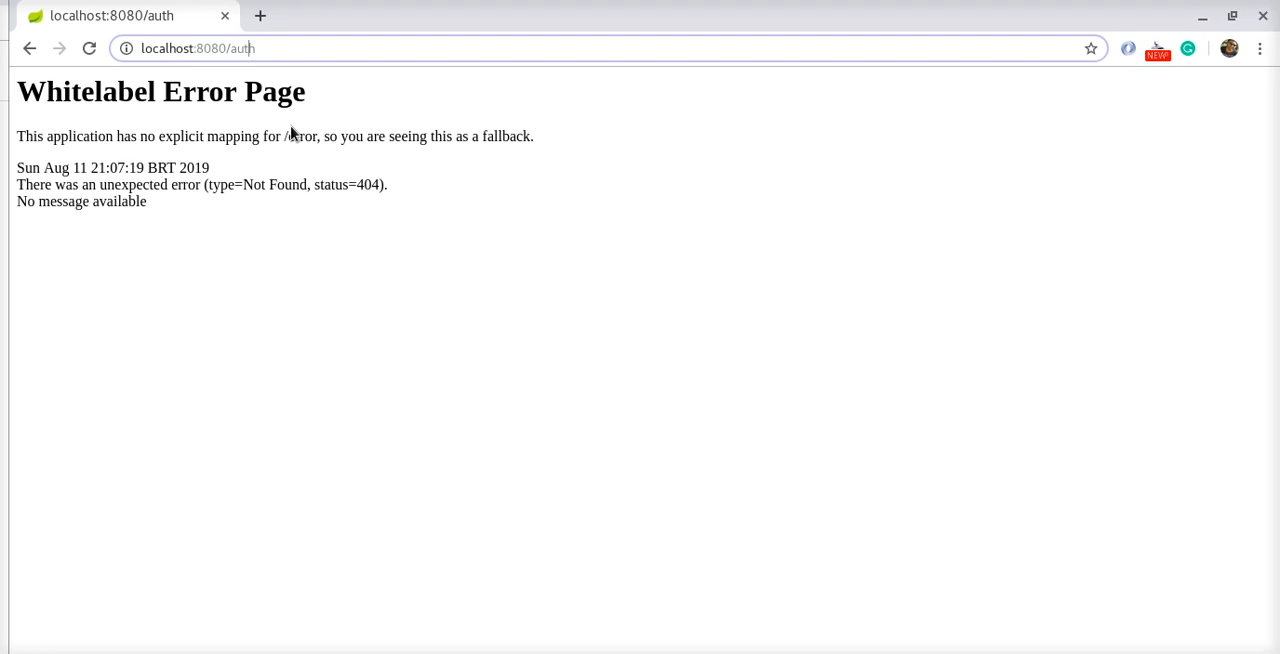 localhost:8080/auth
localhost:8080/auth
NEW!
Whitelabel Error Page
This application has no explicit mapping for /error, so you are seeing this as a fallback.
Sun Aug 11 21:07:19 BRT 2019
There was an unexpected error (type=Not Found, status=404).
No message available